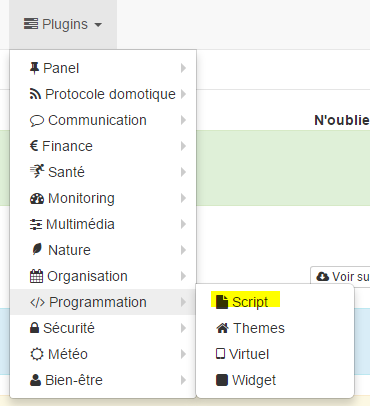 Plugins
Panel
Protocole domotique
Communication
N'oublie
Finance
Santé
Monitoring
Multimédia
Nature
Organisation
Voir su
Programmation
Script
Sécurité
Themes
Météo
Virtuel
Bien-être
Widget